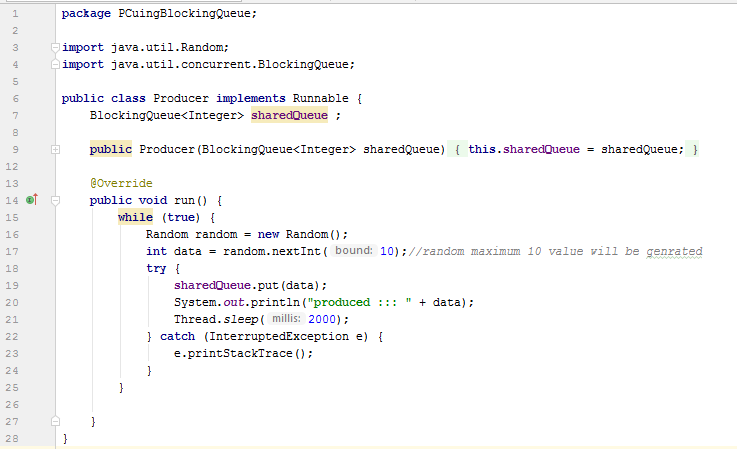 1 package PCuingBlockingQueue;
2
3 import java.util.Random;
4 import java.util.concurrent.BlockingQueue;
5
6 public class Producer implements Runnable {
7 BlockingQueue<Integer> sharedQueue ;
8
9 public Producer(BlockingQueue<Integer> sharedQueue) { this.sharedQueue = sharedQueue; }
12
13 @Override
14 public void run() {
15 while (true) {
16 Random random = new Random();
17 int data = random.nextInt( bound: 10);//random maximum 10 value will be genrated
18 try {
19 sharedQueue.put(data);
20 System.out.println("produced ::: " + data);
21 Thread.sleep( millis: 2000);
22 } catch (InterruptedException e) {
23 e.printStackTrace();
24 }
25 }
26
27 }
28 }